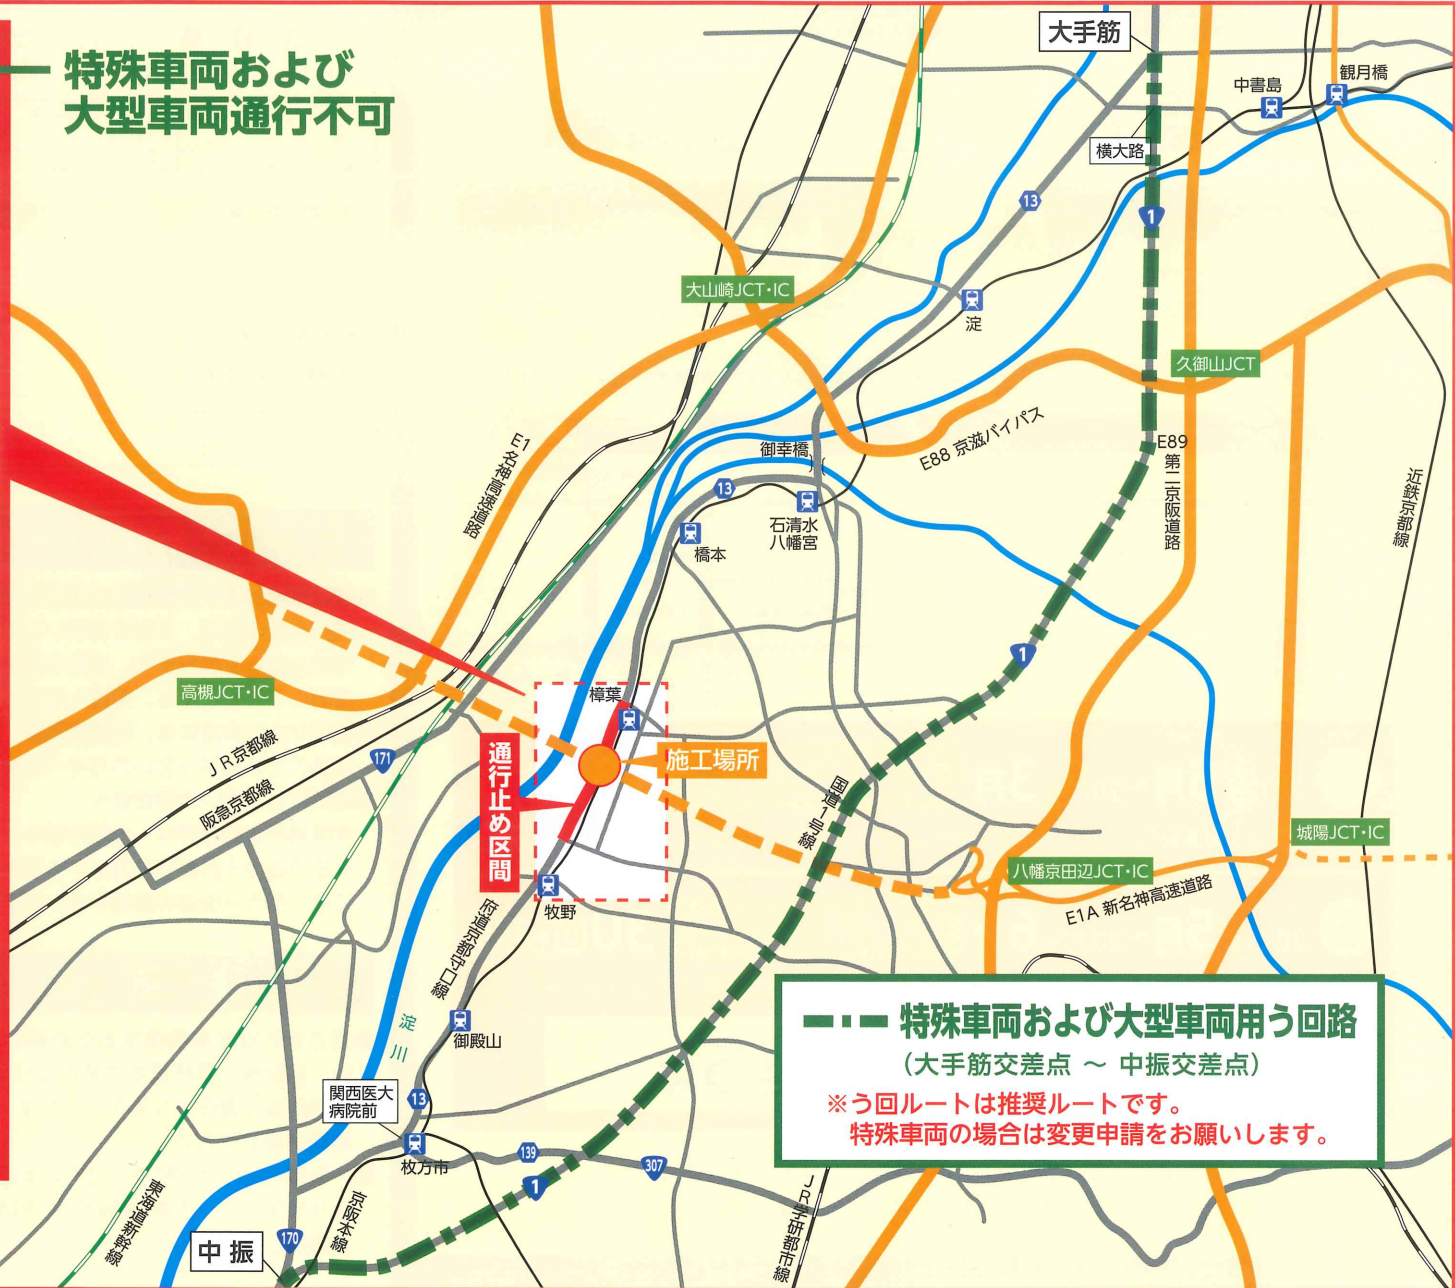 特殊車両および
大型車両通行不可
大手筋
中書島
観月橋
横大路
13
1
大山崎JCT・IC
淀
久御山JCT
E88 京滋バイパス
E89
第二京阪道路
近鉄京都線
E1名神高速道路
御幸橋
13
石清水
八幡宮
橋本
1
高槻JCT・IC
樟葉
JR京都線
171
阪急京都線
通行止め区間
施工場所
国道1号線
城陽JCT・IC
八幡京田辺JCT・IC
E1A 新名神高速道路
牧野
府道京都守口線
淀川
御殿山
関西医大
病院前
13
枚方市
139
307
1
特殊車両および大型車両用う回路
(大手筋交差点 ~ 中振交差点)
※う回ルートは推奨ルートです。
特殊車両の場合は変更申請をお願いします。
東海道新幹線
京阪本線
JR学研都市線
170
中振